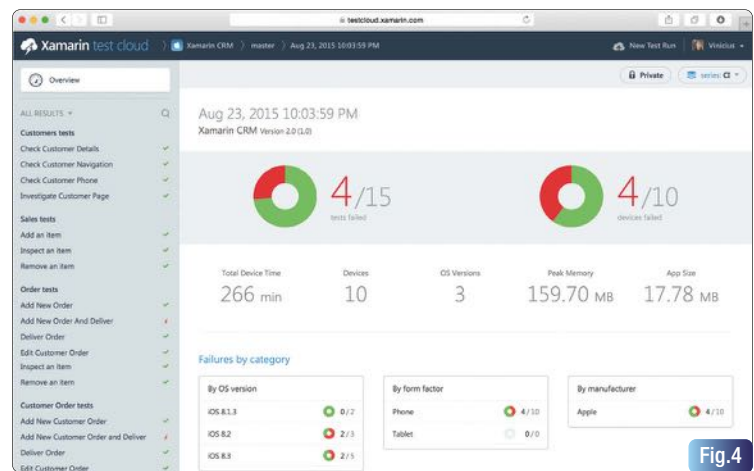 testcloud.xamarin.com
Xamarin test cloud
Xamarin CRM
master
Aug 23, 2015 10:03:59 PM
New Test Run
Vinicius
Overview
Private
series: CI
ALL RESULTS
Customers tests
Check Customer Details
Check Customer Navigation
Check Customer Phone
Investigate Customer Page
Sales tests
Add an Item
Inspect an Item
Remove an item
Order tests
Add New Order
Add New Order And Deliver
Deliver Order
Edit Customer Order
Inspect an item
Remove an item
Customer Order tests
Add New Customer Order
Add New Customer Order and Deliver
Deliver Order
Edit Customer Order
Aug 23, 2015 10:03:59 PM
Xamarin CRM Version 2.0 (1.0)
4/15
tests failed
4/10
devices failed
Total Device Time
266 min
Devices
10
OS Versions
3
Peak Memory
159.70 MB
App Size
17.78 MB
Failures by category
By OS version
iOS 8.1.3 0/2
iOS 8.2 2/3
iOS 8.3 2/5
By form factor
Phone 4/10
Tablet 0/0
By manufacturer
Apple 4/10
Fig.4